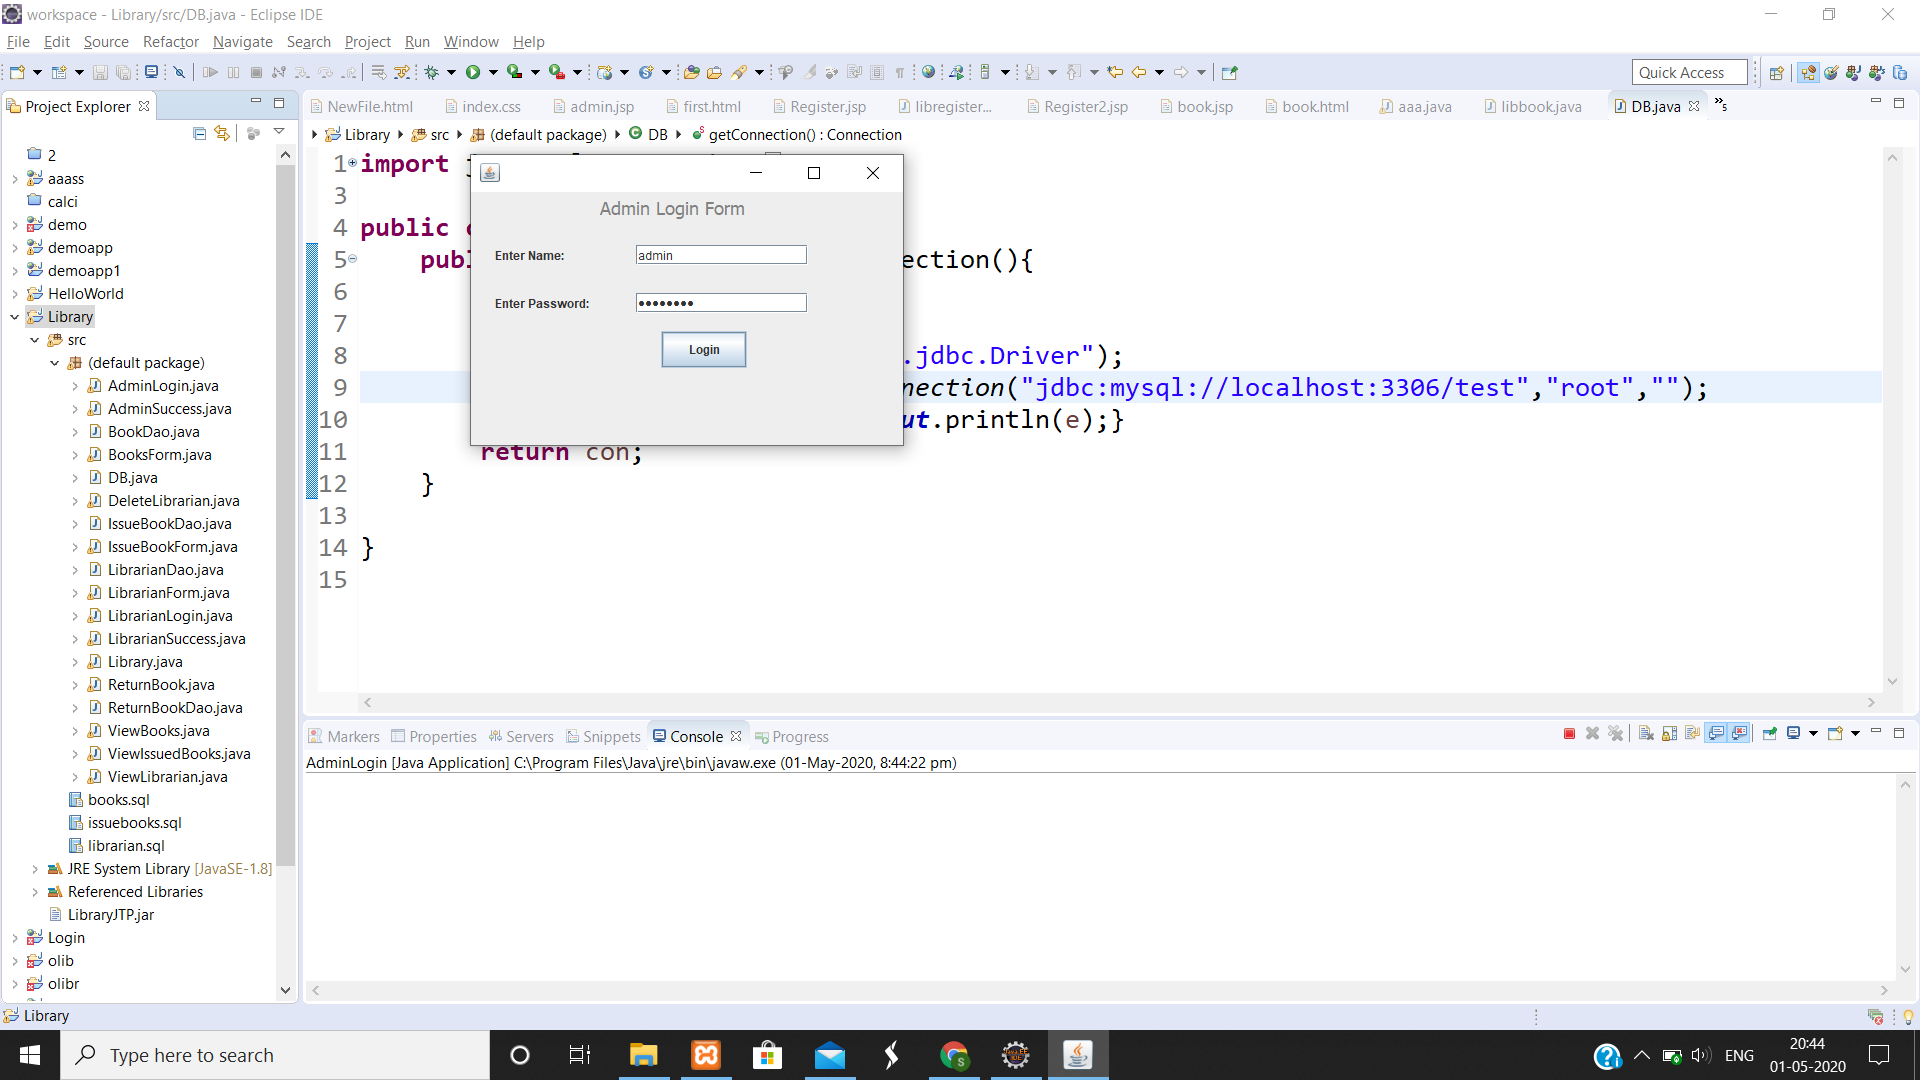 workspace - Library/src/DB.java - Eclipse IDE
File Edit Source Refactor Navigate Search Project Run Window Help
Quick Access
Project Explorer
NewFile.html index.css admin.jsp first.html Register.jsp libregister... Register2.jsp book.jsp book.html aaa.java libbook.java DB.java »5
Library src (default package) DB getConnection() : Connection
2
aaass
calci
demo
demoapp
demoapp1
HelloWorld
Library
src
(default package)
AdminLogin.java
AdminSuccess.java
BookDao.java
BooksForm.java
DB.java
DeleteLibrarian.java
IssueBookDao.java
IssueBookForm.java
LibrarianDao.java
LibrarianForm.java
LibrarianLogin.java
LibrarianSuccess.java
Library.java
ReturnBook.java
ReturnBookDao.java
ViewBooks.java
ViewIssuedBooks.java
ViewLibrarian.java
books.sql
issuebooks.sql
librarian.sql
JRE System Library [JavaSE-1.8]
Referenced Libraries
LibraryJTP.jar
Login
olib
olibr
1 import
3
4 public
5 ection(){
6
7
8 .jdbc.Driver");
9 nection("jdbc:mysql://localhost:3306/test","root","");
10 ut.println(e);}
11 return con;
12 }
13
14 }
15
Admin Login Form
Enter Name: admin
Enter Password: ••••••••
Login
Markers Properties Servers Snippets Console Progress
AdminLogin [Java Application] C:\Program Files\Java\jre\bin\javaw.exe (01-May-2020, 8:44:22 pm)
Library
Type here to search
ENG
20:44
01-05-2020